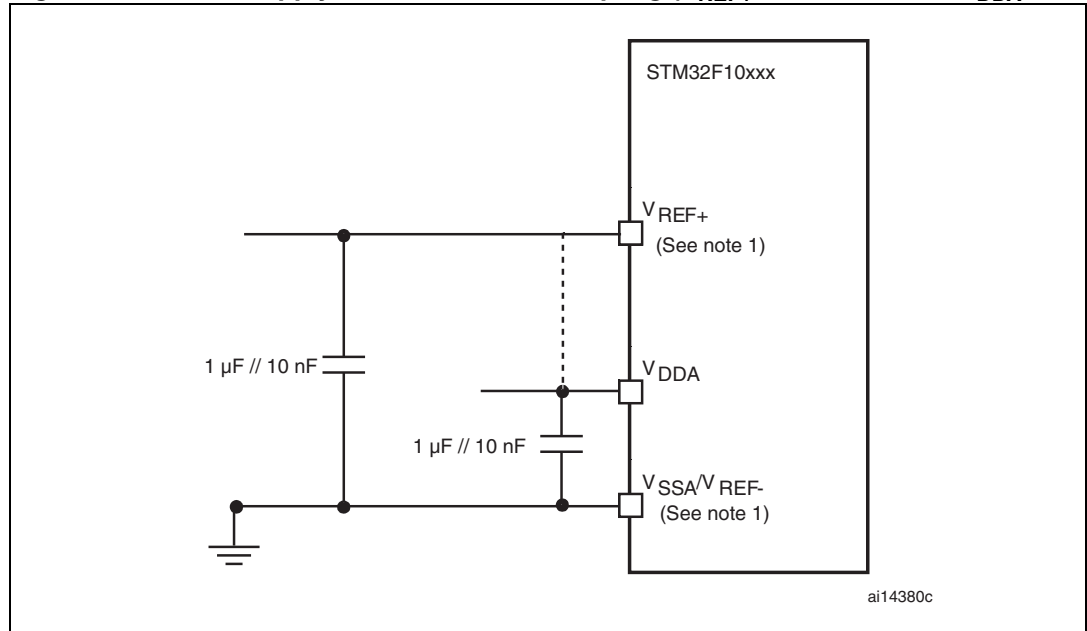 STM32F10xxx
VREF+
(See note 1)
1 µF // 10 nF
VDDA
1 µF // 10 nF
VSSA/VREF-
(See note 1)
ai14380c